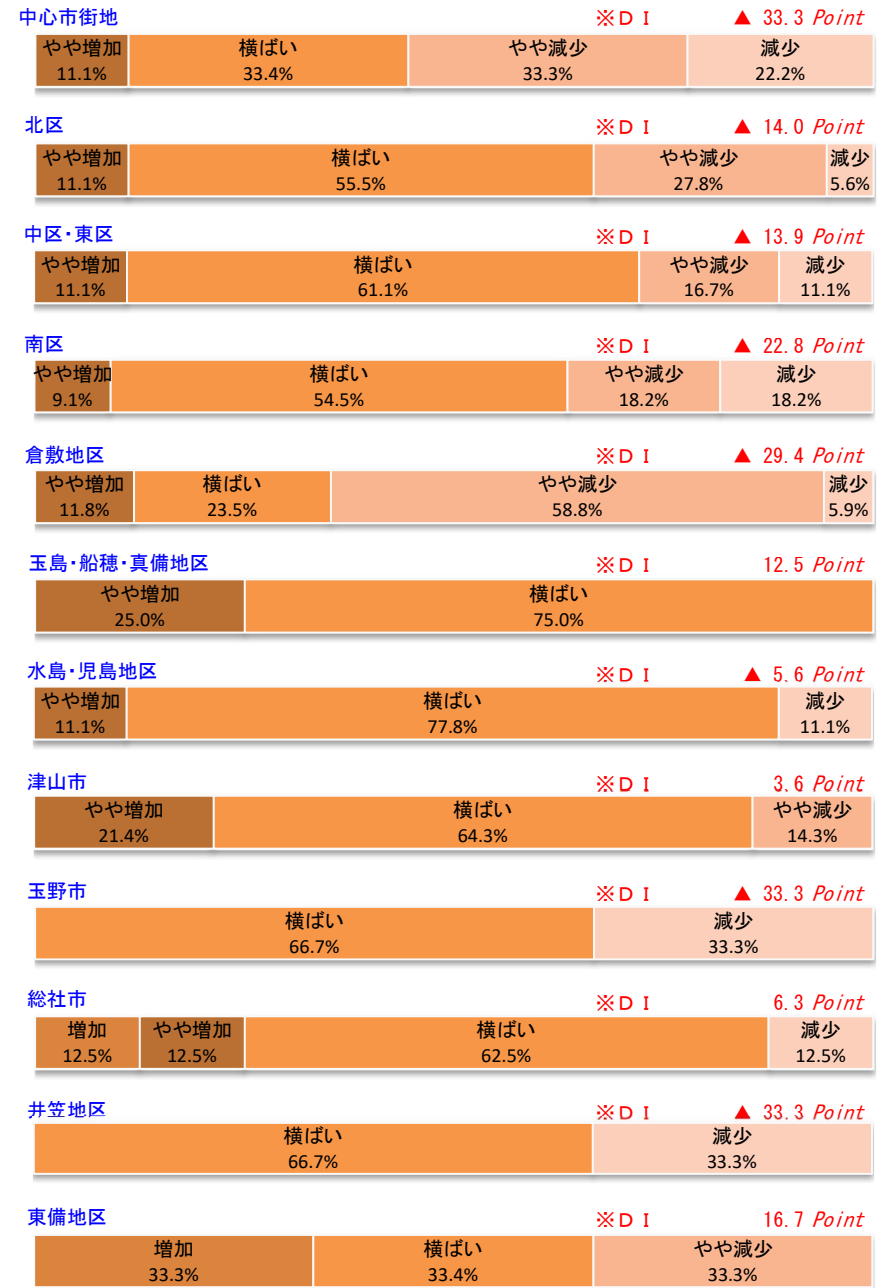 中心市街地 ※ＤＩ ▲ 33.3 Point
やや増加 横ばい やや減少 減少
11.1% 33.4% 33.3% 22.2%
北区 ※ＤＩ ▲ 14.0 Point
やや増加 横ばい やや減少 減少
11.1% 55.5% 27.8% 5.6%
中区・東区 ※ＤＩ ▲ 13.9 Point
やや増加 横ばい やや減少 減少
11.1% 61.1% 16.7% 11.1%
南区 ※ＤＩ ▲ 22.8 Point
やや増加 横ばい やや減少 減少
9.1% 54.5% 18.2% 18.2%
倉敷地区 ※ＤＩ ▲ 29.4 Point
やや増加 横ばい やや減少 減少
11.8% 23.5% 58.8% 5.9%
玉島・船穂・真備地区 ※ＤＩ 12.5 Point
やや増加 横ばい
25.0% 75.0%
水島・児島地区 ※ＤＩ ▲ 5.6 Point
やや増加 横ばい 減少
11.1% 77.8% 11.1%
津山市 ※ＤＩ 3.6 Point
やや増加 横ばい やや減少
21.4% 64.3% 14.3%
玉野市 ※ＤＩ ▲ 33.3 Point
横ばい 減少
66.7% 33.3%
総社市 ※ＤＩ 6.3 Point
増加 やや増加 横ばい 減少
12.5% 12.5% 62.5% 12.5%
井笠地区 ※ＤＩ ▲ 33.3 Point
横ばい 減少
66.7% 33.3%
東備地区 ※ＤＩ 16.7 Point
増加 横ばい やや減少
33.3% 33.4% 33.3%